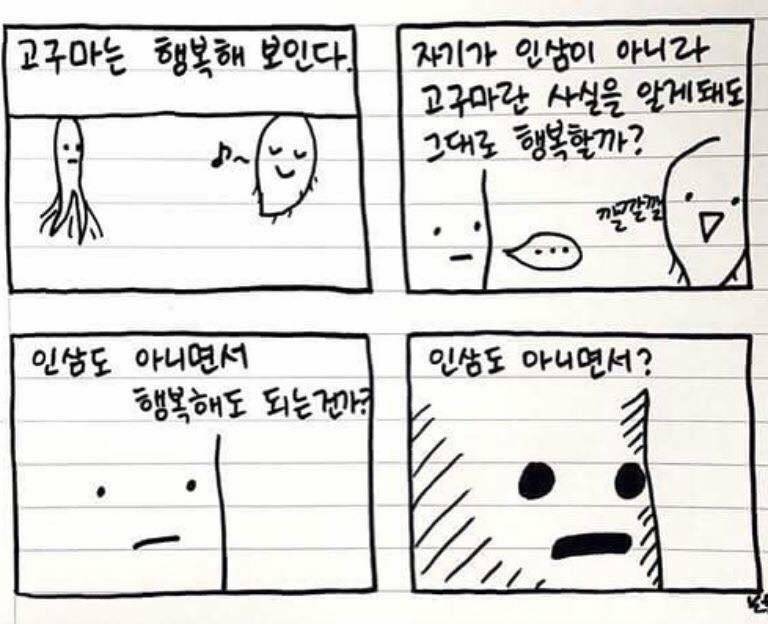 고구마는 행복해 보인다.
♪~
자기가 인삼이 아니라
고구마란 사실을 알게돼도
그대로 행복할까?
깔깔깔
...
인삼도 아니면서
행복해도 되는건가?
인삼도 아니면서?